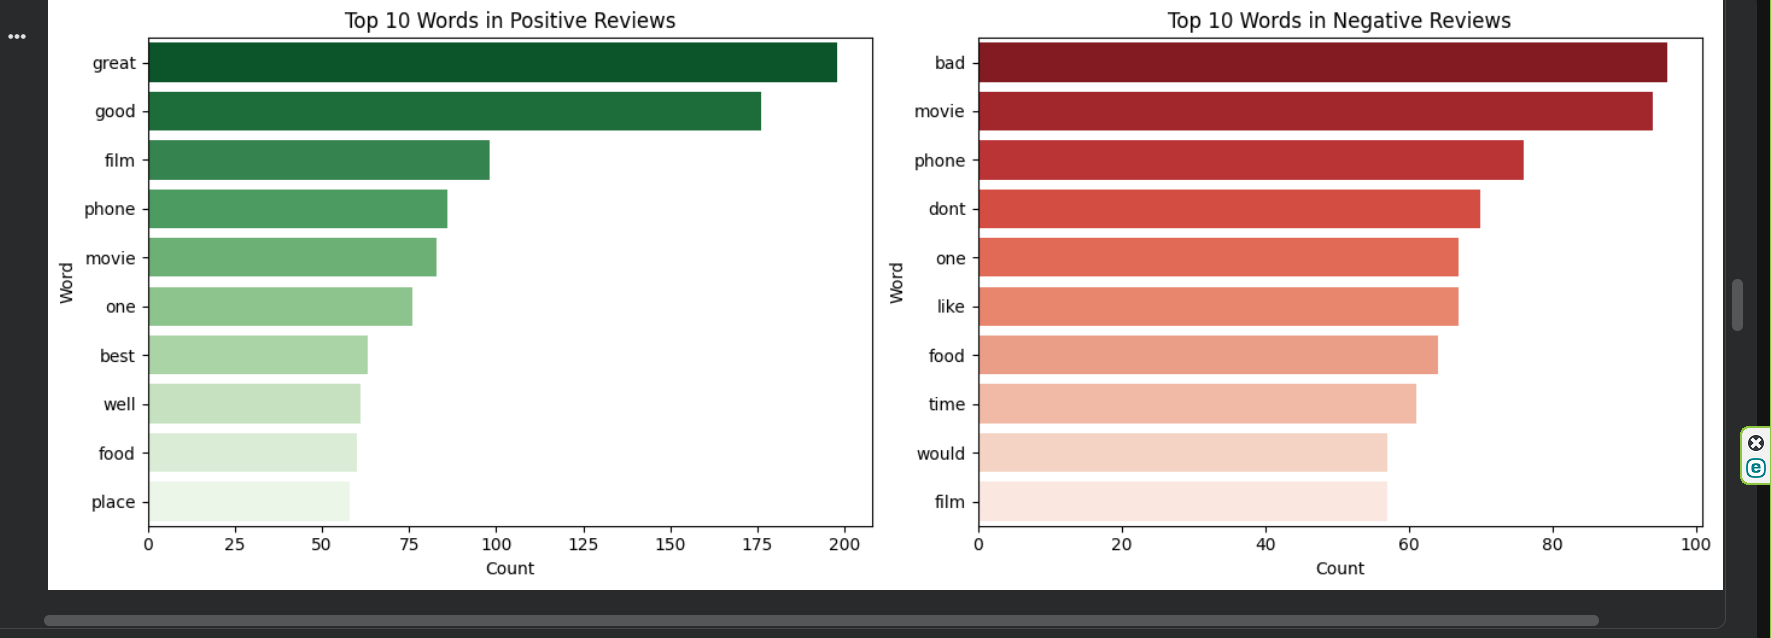 Top 10 Words in Positive Reviews
great
good
film
phone
movie
one
best
well
food
place
Word
0 25 50 75 100 125 150 175 200
Count
Top 10 Words in Negative Reviews
bad
movie
phone
dont
one
like
food
time
would
film
Word
0 20 40 60 80 100
Count
e